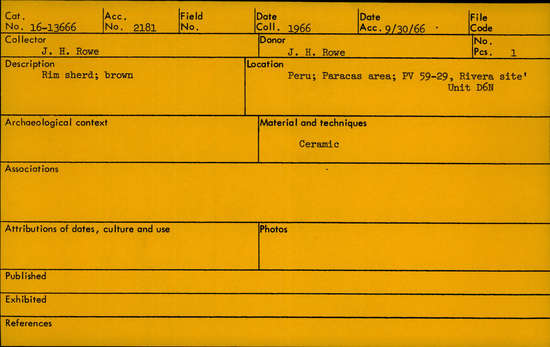 Cat. No. 16-13666 Acc. No. 2181 Field No. Date Coll. 1966 Date Acc. 9/30/66 File Code
Collector J. H. Rowe Donor J. H. Rowe No. Pcs. 1
Description Rim sherd; brown
Location Peru; Paracas area; PV 59-29, Rivera site'
Unit D6N
Archaeological context
Material and techniques
Ceramic
Associations
Attributions of dates, culture and use
Photos
Published
Exhibited
References